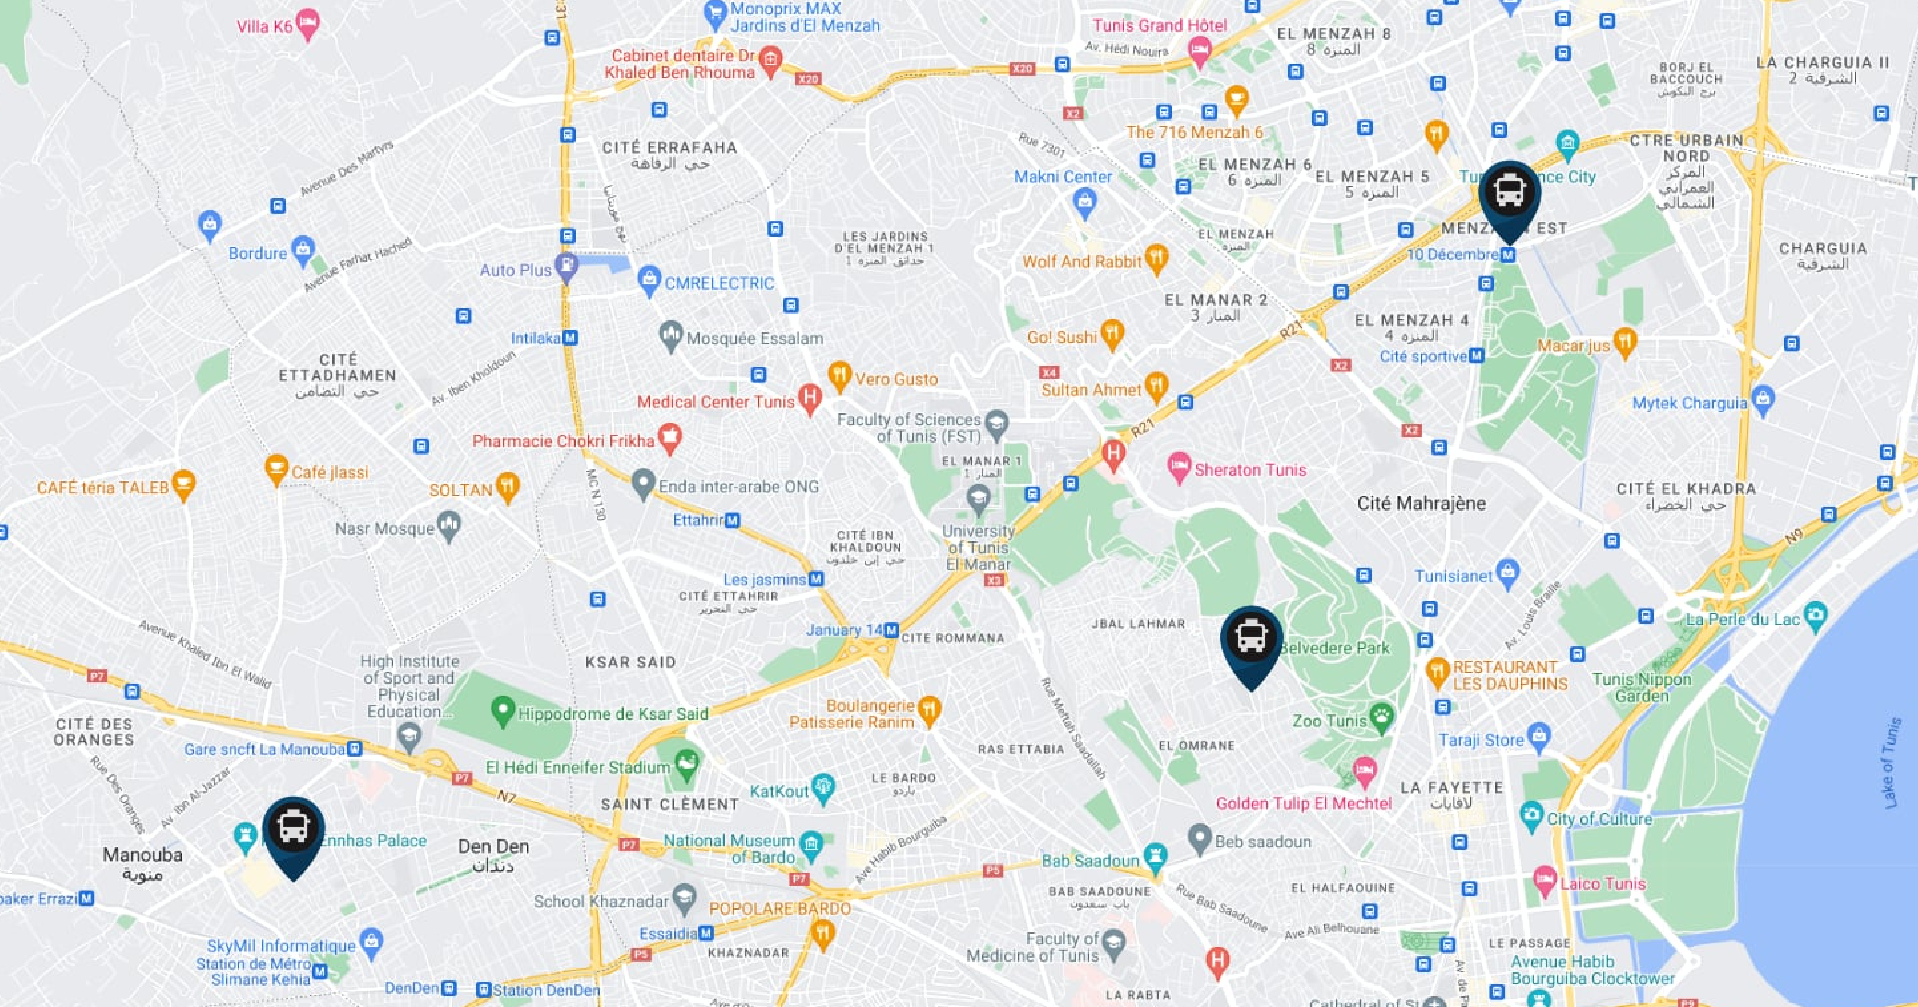 Villa K6
Monoprix MAX
Jardins d'El Menzah
Cabinet dentaire Dr
Khaled Ben Rhouma
X20
X20
X2
Tunis Grand Hôtel
Av. Hédi Nouira
EL MENZAH 8
المنزه 8
BORJ EL
BACCOUCH
برج البكوش
LA CHARGUIA II
الشرقية 2
The 716 Menzah 6
Rue 7301
CITÉ ERRAFAHA
حي الرفاهة
Avenue Des Martyrs
Makni Center
EL MENZAH 6
المنزه 6
EL MENZAH 5
المنزه 5
CTRE URBAIN
NORD
المركز
العمراني
الشمالي
Bordure
Avenue Farhat Hached
Auto Plus
CMRELECTRIC
LES JARDINS
D'EL MENZAH 1
حدائق المنزه 1
EL MENZAH
المنزه
Wolf And Rabbit
10 Décembre
CHARGUIA
الشرقية
Intilaka
Mosquée Essalam
EL MANAR 2
المنار 3
R21
EL MENZAH 4
المنزه 4
Cité sportive
Go! Sushi
Macar jus
CITÉ
ETTADHAMEN
حي التضامن
Av. Iben Kholdoun
Vero Gusto
Medical Center Tunis
X4
Sultan Ahmet
X2
Mytek Charguia
Faculty of Sciences
of Tunis (FST)
R21
X2
Pharmacie Chokri Frikha
EL MANAR 1
المنار 1
Sheraton Tunis
CAFÉ téria TALEB
Café jlassi
SOLTAN
MC N 130
Enda inter-arabe ONG
Cité Mahrajène
CITÉ EL KHADRA
حي الخضراء
Nasr Mosque
Ettahrir
CITÉ IBN
KHALDOUN
حي إبن خلدون
University
of Tunis
El Manar
N9
X3
Les jasmins
CITÉ ETTAHRIR
حي التحرير
Tunisianet
Av. Louis Braille
La Perle du Lac
Avenue Khaled Ibn El Walid
January 14
CITE ROMMANA
JBAL LAHMAR
Belvedere Park
KSAR SAID
High Institute
of Sport and
Physical
Education...
P7
RESTAURANT
LES DAUPHINS
Tunis Nippon
Garden
Hippodrome de Ksar Said
Boulangerie
Patisserie Ranim
Rue Meftah Saadallah
Zoo Tunis
CITÉ DES
ORANGES
Gare sncft La Manouba
RAS ETTABIA
EL OMRANE
Taraji Store
Lake of Tunis
El Hédi Enneifer Stadium
P7
N7
Rue Des Oranges
Av. Ibn Al-Jazzar
SAINT CLÉMENT
KatKout
LE BARDO
باردو
Golden Tulip El Mechtel
LA FAYETTE
لافايات
City of Culture
Ennhas Palace
Den Den
دندان
P7
National Museum
of Bardo
Ave Habib Bourguiba
Beb saadoun
Manouba
منوبة
Bab Saadoun
P5
P7
BAB SAADOUNE
باب سعدون
EL HALFAOUINE
Laico Tunis
baker Errazi
School Khaznadar
POPOLARE BARDO
Rue Bab Saadoune
Ave Ali Belhouane
SkyMil Informatique
Station de Métro
Slimane Kehia
Essaidia
P5
KHAZNADAR
Faculty of
Medicine of Tunis
LE PASSAGE
Avenue Habib
Bourguiba Clocktower
DenDen
Station DenDen
LA RABTA
P9